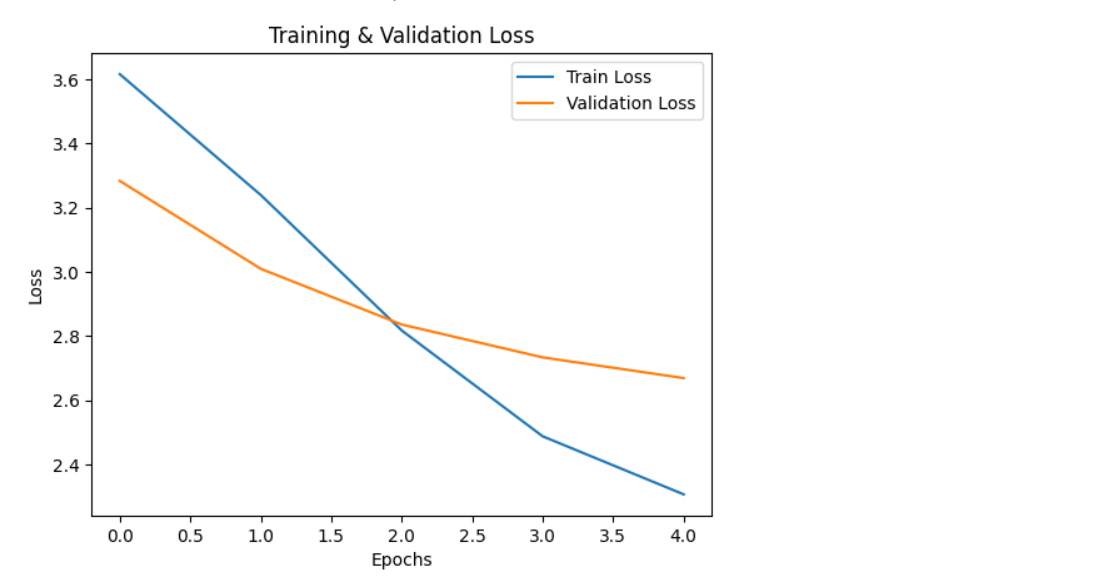 Training & Validation Loss
Train Loss
Validation Loss
3.6
3.4
3.2
3.0
2.8
2.6
2.4
Loss
0.0 0.5 1.0 1.5 2.0 2.5 3.0 3.5 4.0
Epochs